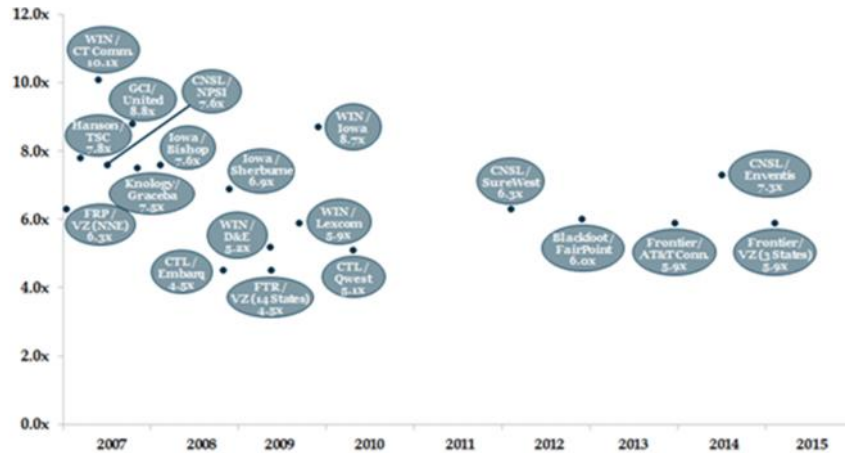 12.0x
10.0x
8.0x
6.0x
4.0x
2.0x
0.0x
WIN /
CT Comm.
10.1x
GCI/
United
8.8x
CNSL/
NPSI
7.6x
Hanson/
TSC
7.8x
Iowa /
Bishop
7.6x
Knology/
Graceba
7.5x
FRP/
VZ (NNE)
6.3x
Iowa /
Sherburne
6.9x
WIN /
D&E
5.2x
CTL /
Embarq
4.5x
FTR/
VZ (14 States)
4.5x
WIN/
Iowa
8.7x
WIN /
Lexcom
5.9x
CTL/
Qwest
5.1x
CNSL/
SureWest
6.3x
Blackfoot/
FairPoint
6.0x
Frontier/
AT&T Conn.
5.9x
CNSL /
Enventis
7.3x
Frontier/
VZ (3 States)
5.9x
2007 2008 2009 2010 2011 2012 2013 2014 2015